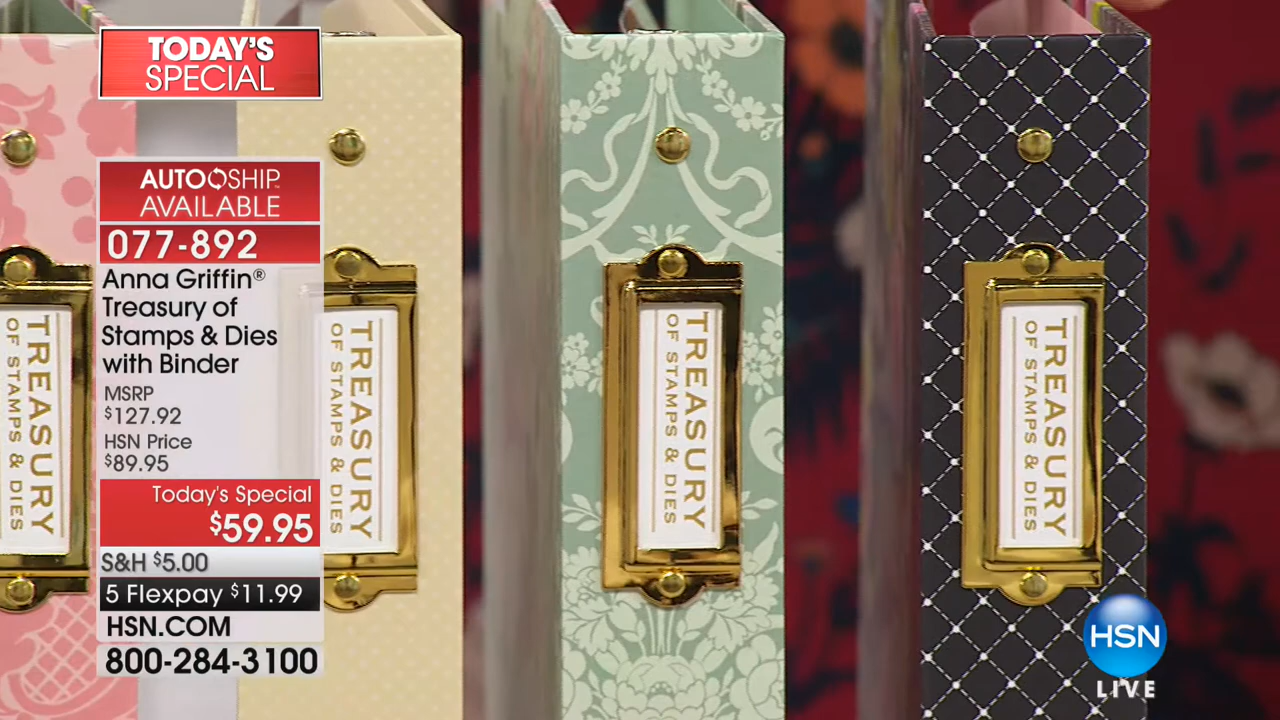 TODAY'S
SPECIAL
AUTOSHIP™
AVAILABLE
077-892
Anna Griffin®
Treasury of
Stamps & Dies
with Binder
MSRP
$127.92
HSN Price
$89.95
Today's Special
$59.95
S&H $5.00
5 Flexpay $11.99
HSN.COM
800-284-3100
TREASURY
OF STAMPS & DIES
TREASURY
OF STAMPS & DIES
TREASURY
OF STAMPS & DIES
TREASURY
OF STAMPS & DIES
HSN
LIVE